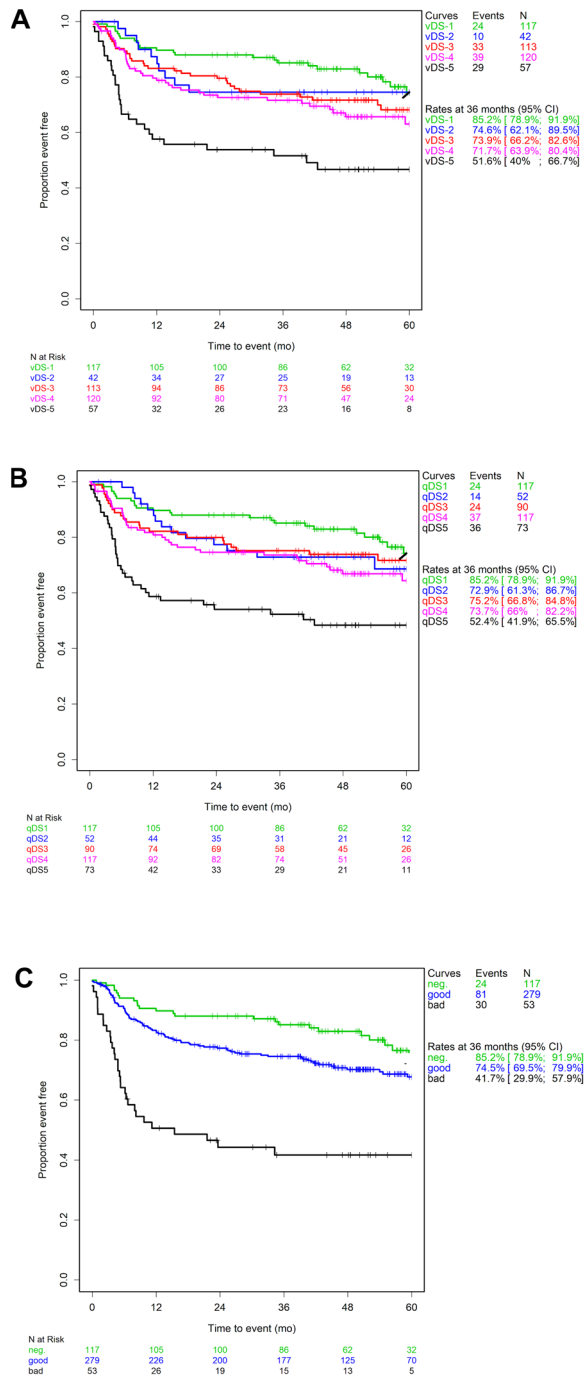 A
Curves Events N
vDS-1 24 117
vDS-2 10 42
vDS-3 33 113
vDS-4 39 120
vDS-5 29 57
Rates at 36 months (95% CI)
vDS-1 85.2% [ 78.9%; 91.9%]
vDS-2 74.6% [ 62.1%; 89.5%]
vDS-3 73.9% [ 66.2%; 82.6%]
vDS-4 71.7% [ 63.9%; 80.4%]
vDS-5 51.6% [ 40% ; 66.7%]
Proportion event free
1.0
0.8
0.6
0.4
0.2
0.0
0 12 24 36 48 60
Time to event (mo)
N at Risk
vDS-1 117 105 100 86 62 32
vDS-2 42 34 27 25 19 13
vDS-3 113 94 86 73 56 30
vDS-4 120 92 80 71 47 24
vDS-5 57 32 26 23 16 8
B
Curves Events N
qDS1 24 117
qDS2 14 52
qDS3 24 90
qDS4 37 117
qDS5 36 73
Rates at 36 months (95% CI)
qDS1 85.2% [ 78.9%; 91.9%]
qDS2 72.9% [ 61.3%; 86.7%]
qDS3 75.2% [ 66.8%; 84.8%]
qDS4 73.7% [ 66% ; 82.2%]
qDS5 52.4% [ 41.9%; 65.5%]
Proportion event free
1.0
0.8
0.6
0.4
0.2
0.0
0 12 24 36 48 60
Time to event (mo)
N at Risk
qDS1 117 105 100 86 62 32
qDS2 52 44 35 31 21 12
qDS3 90 74 69 58 45 26
qDS4 117 92 82 74 51 26
qDS5 73 42 33 29 21 11
C
Curves Events N
neg. 24 117
good 81 279
bad 30 53
Rates at 36 months (95% CI)
neg. 85.2% [ 78.9%; 91.9%]
good 74.5% [ 69.5%; 79.9%]
bad 41.7% [ 29.9%; 57.9%]
Proportion event free
1.0
0.8
0.6
0.4
0.2
0.0
0 12 24 36 48 60
Time to event (mo)
N at Risk
neg. 117 105 100 86 62 32
good 279 226 200 177 125 70
bad 53 26 19 15 13 5